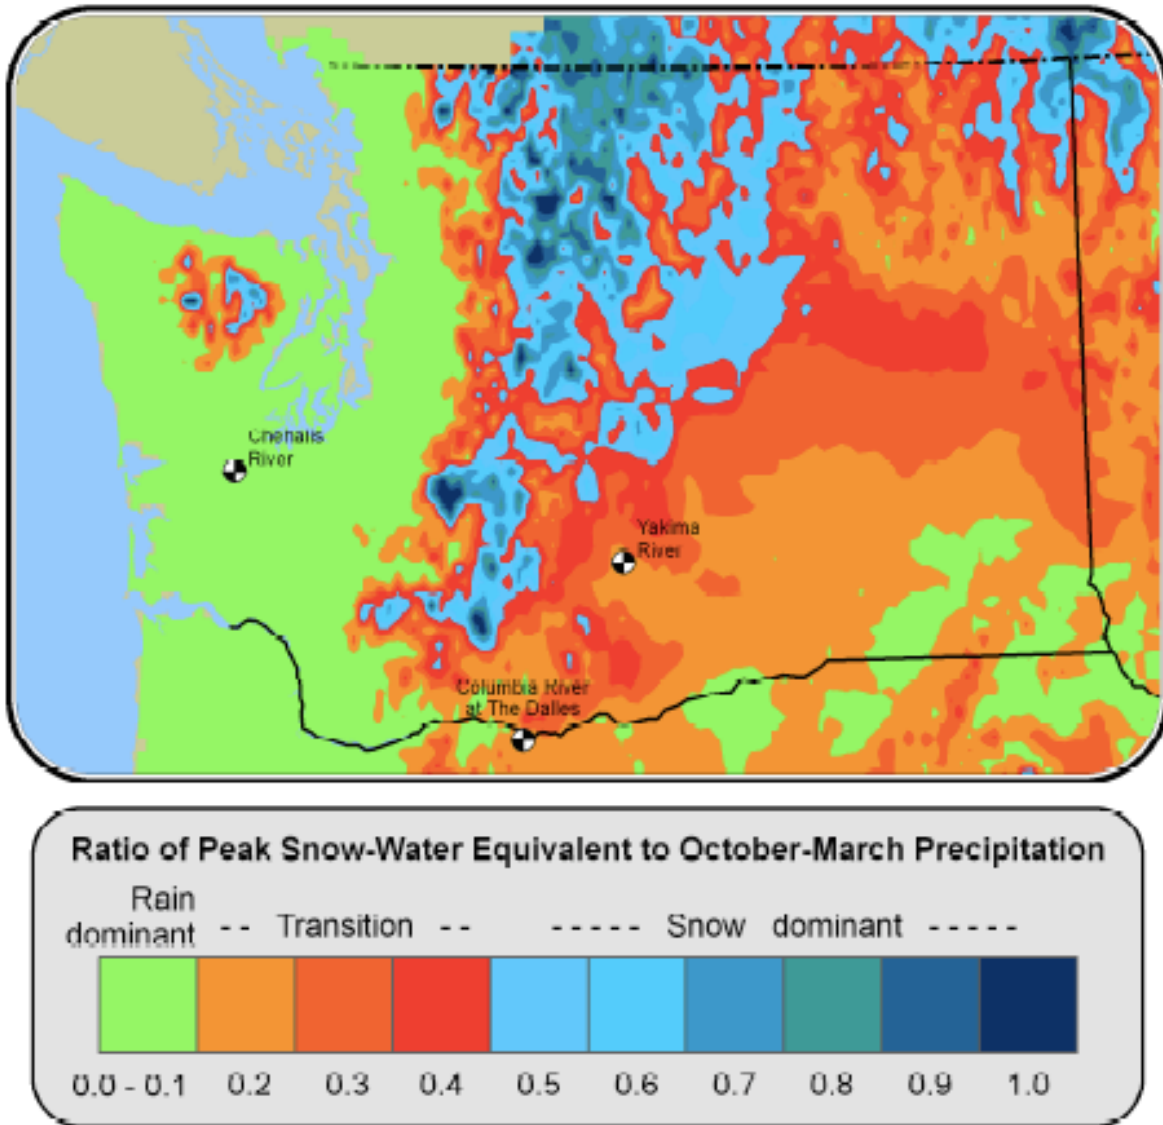 Chehalis
River
Yakima
River
Columbia River
at The Dalles
Ratio of Peak Snow-Water Equivalent to October-March Precipitation
Rain
dominant -- Transition -- ----- Snow dominant -----
0.0 - 0.1 0.2 0.3 0.4 0.5 0.6 0.7 0.8 0.9 1.0